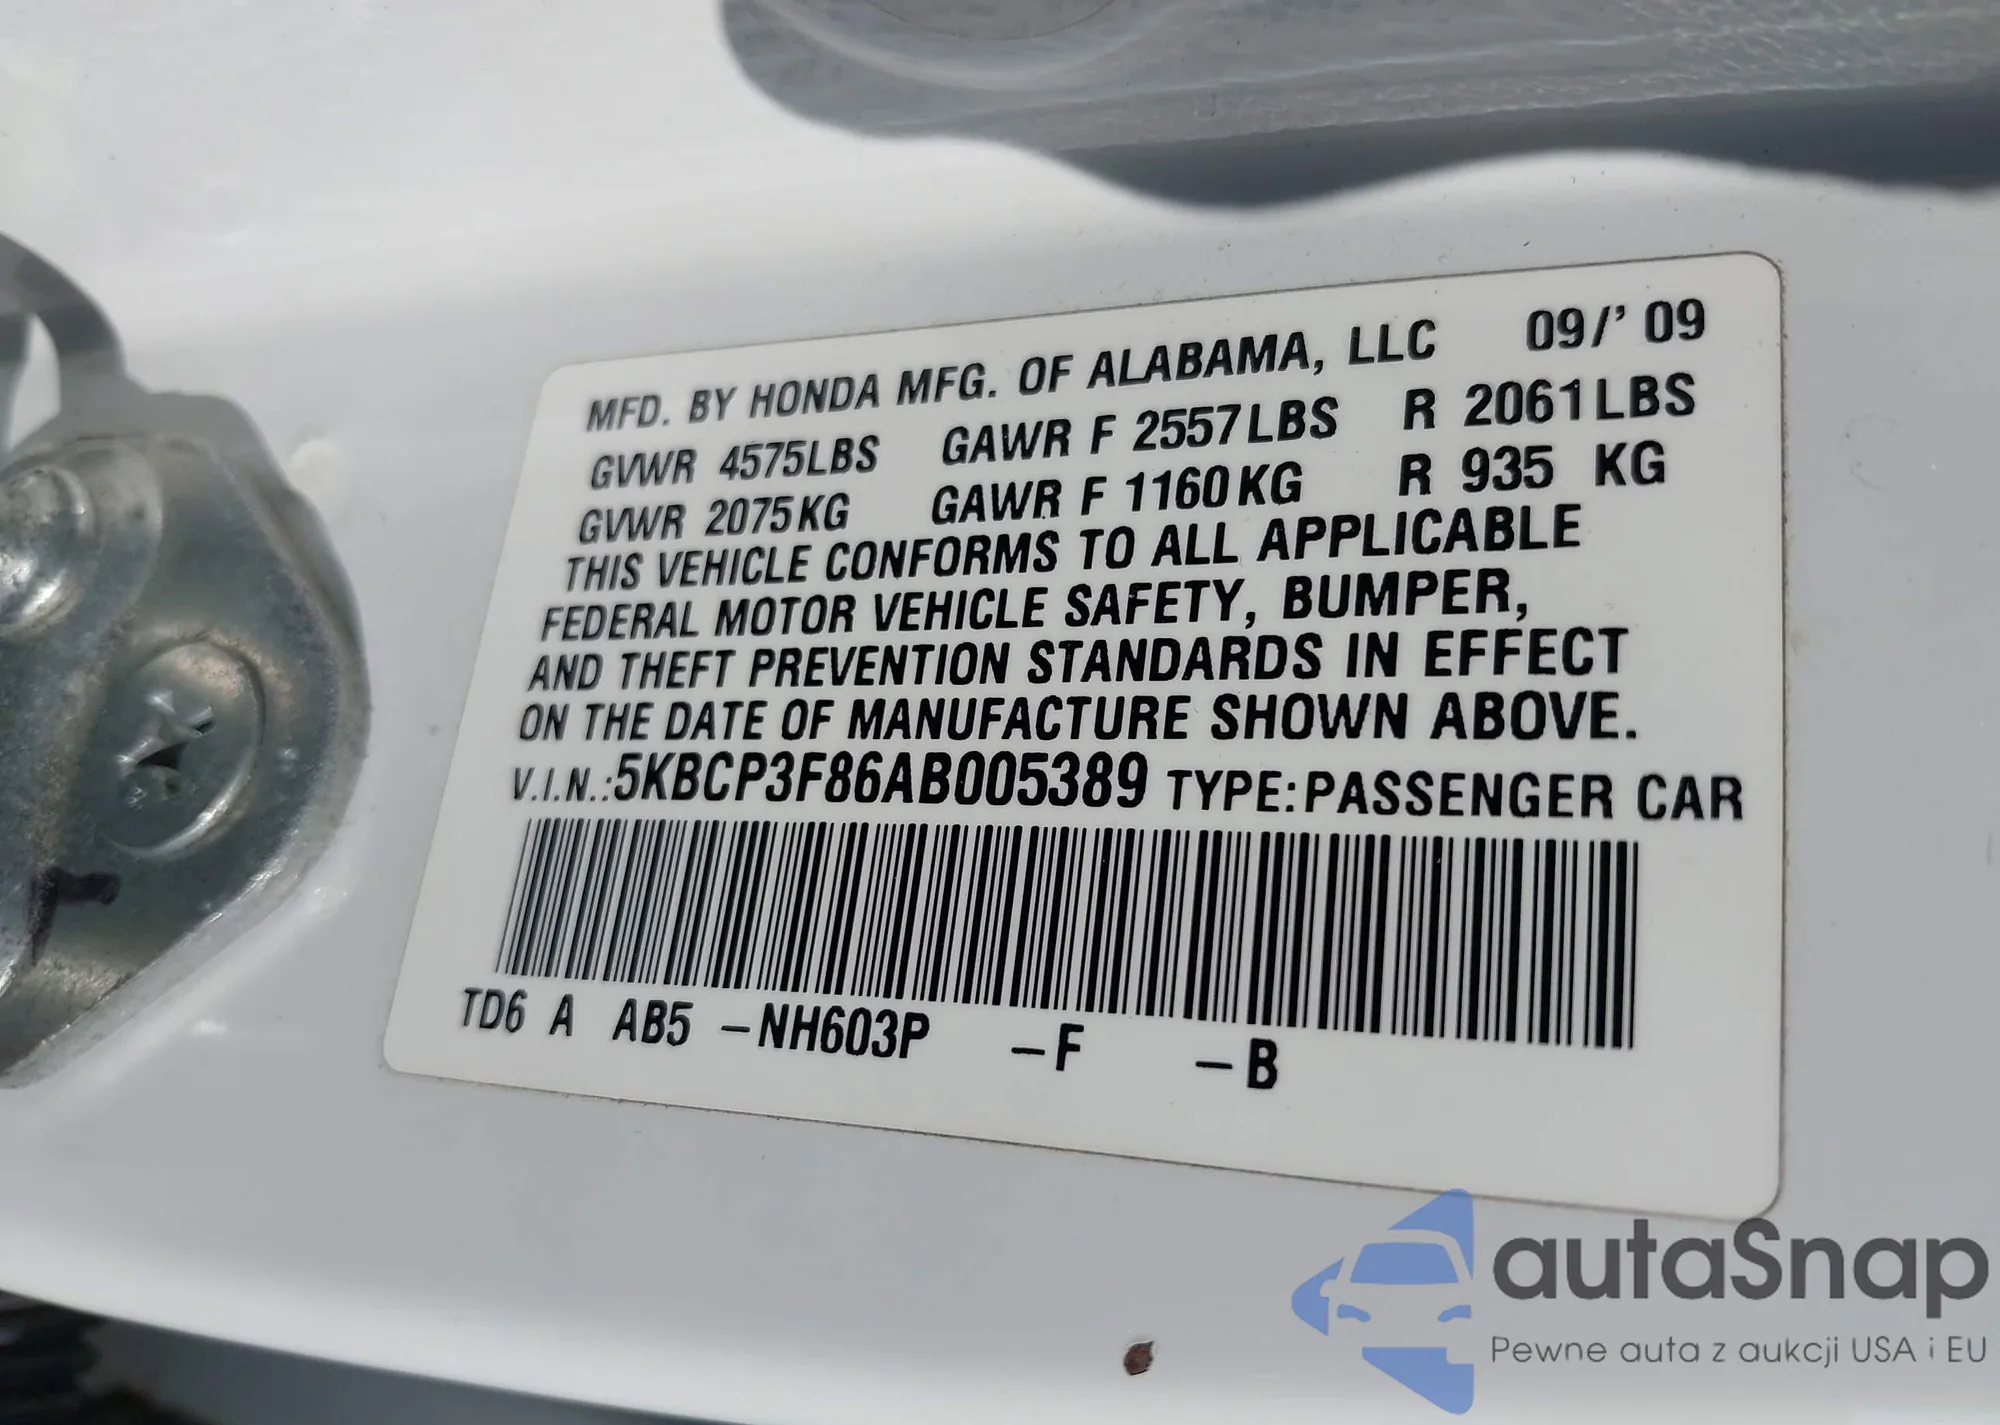 MFD. BY HONDA MFG. OF ALABAMA, LLC 09/'09
GVWR 4575LBS GAWR F 2557LBS R 2061LBS
GVWR 2075KG GAWR F 1160KG R 935 KG
THIS VEHICLE CONFORMS TO ALL APPLICABLE
FEDERAL MOTOR VEHICLE SAFETY, BUMPER,
AND THEFT PREVENTION STANDARDS IN EFFECT
ON THE DATE OF MANUFACTURE SHOWN ABOVE.
V.I.N.:5KBCP3F86AB005389 TYPE:PASSENGER CAR
TD6 A AB5 -NH603P -F -B
autaSnap
Pewne auta z aukcji USA i EU